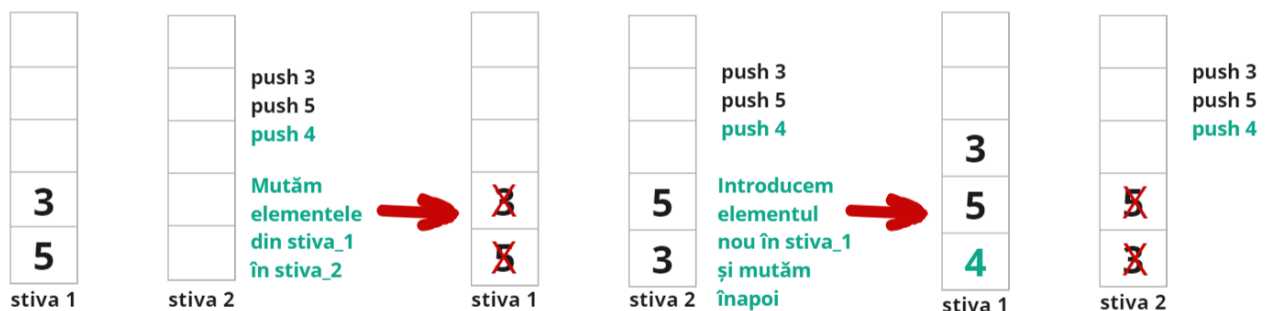 3
5
stiva 1
stiva 2
push 3
push 5
push 4
Mutăm
elementele
din stiva_1
în stiva_2
3
5
stiva 1
5
3
stiva 2
push 3
push 5
push 4
Introducem
elementul
nou în stiva_1
și mutăm
înapoi
3
5
4
stiva 1
5
3
stiva 2
push 3
push 5
push 4